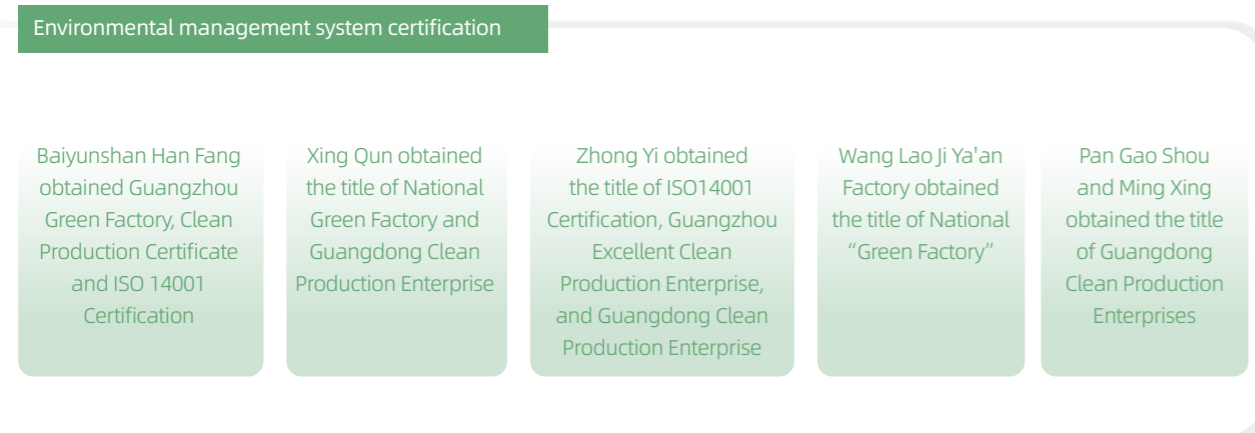 Environmental management system certification
Baiyunshan Han Fang
obtained Guangzhou
Green Factory, Clean
Production Certificate
and ISO 14001
Certification
Xing Qun obtained
the title of National
Green Factory and
Guangdong Clean
Production Enterprise
Zhong Yi obtained
the title of ISO14001
Certification, Guangzhou
Excellent Clean
Production Enterprise,
and Guangdong Clean
Production Enterprise
Wang Lao Ji Ya'an
Factory obtained
the title of National
“Green Factory”
Pan Gao Shou
and Ming Xing
obtained the title
of Guangdong
Clean Production
Enterprises